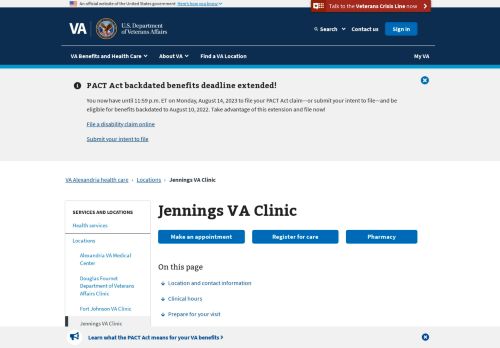 An official website of the United States government Here's how you know
Talk to the Veterans Crisis Line now
VA
U.S. Department
of Veterans Affairs
Search
Contact us
Sign in
VA Benefits and Health Care
About VA
Find a VA Location
My VA
PACT Act backdated benefits deadline extended!
You now have until 11:59 p.m. ET on Monday, August 14, 2023 to file your PACT Act claim—or submit your intent to file—and be
eligible for benefits backdated to August 10, 2022. Take advantage of this extension and file now!
File a disability claim online
Submit your intent to file
VA Alexandria health care › Locations › Jennings VA Clinic
SERVICES AND LOCATIONS
Health services
Locations
Alexandria VA Medical
Center
Douglas Fournet
Department of Veterans
Affairs Clinic
Fort Johnson VA Clinic
Jennings VA Clinic
Jennings VA Clinic
Make an appointment
Register for care
Pharmacy
On this page
Location and contact information
Clinical hours
Prepare for your visit
Learn what the PACT Act means for your VA benefits